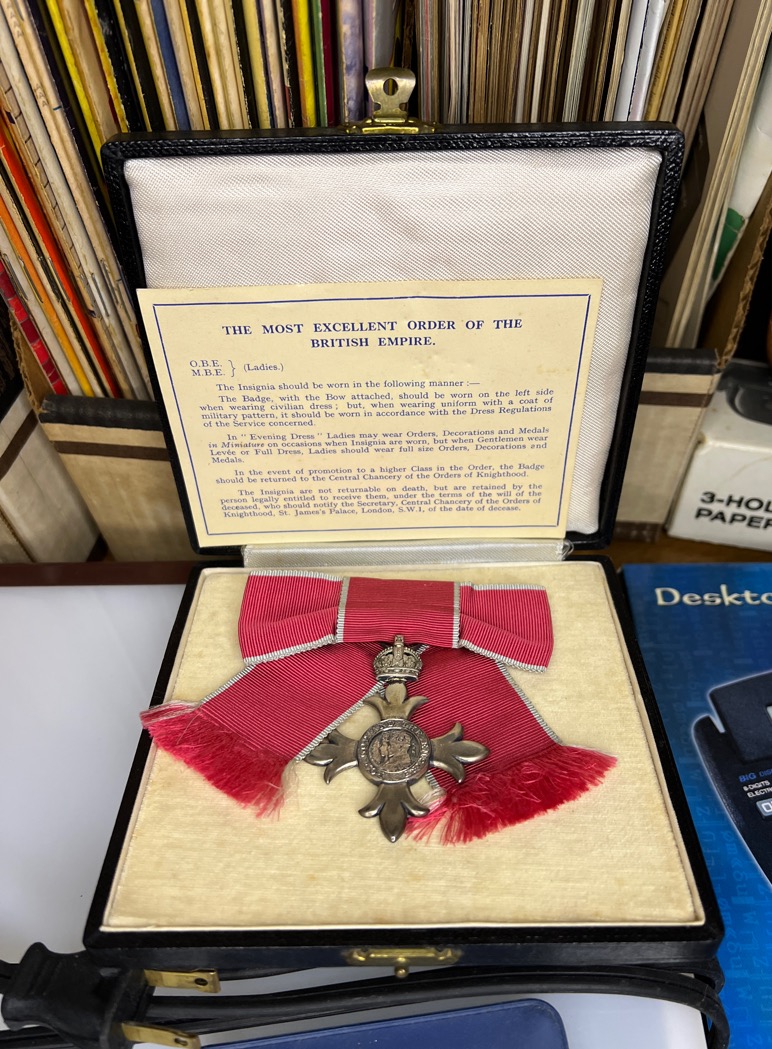 THE MOST EXCELLENT ORDER OF THE
BRITISH EMPIRE.
O.B.E.
M.B.E. } (Ladies.)
The Insignia should be worn in the following manner :—
The Badge, with the Bow attached, should be worn on the left side
when wearing civilian dress ; but, when wearing uniform with a coat of
military pattern, it should be worn in accordance with the Dress Regulations
of the Service concerned.
In " Evening Dress " Ladies may wear Orders, Decorations and Medals
in Miniature on occasions when Insignia are worn, but when Gentlemen wear
Levée or Full Dress, Ladies should wear full size Orders, Decorations and
Medals.
In the event of promotion to a higher Class in the Order, the Badge
should be returned to the Central Chancery of the Orders of Knighthood.
The Insignia are not returnable on death, but are retained by the
person legally entitled to receive them, under the terms of the will of the
deceased, who should notify the Secretary, Central Chancery of the Orders of
Knighthood, St. James's Palace, London, S.W.1, of the date of decease.
3-HOL
PAPER
Deskto
BIG
8-DIGITS
ELECTR